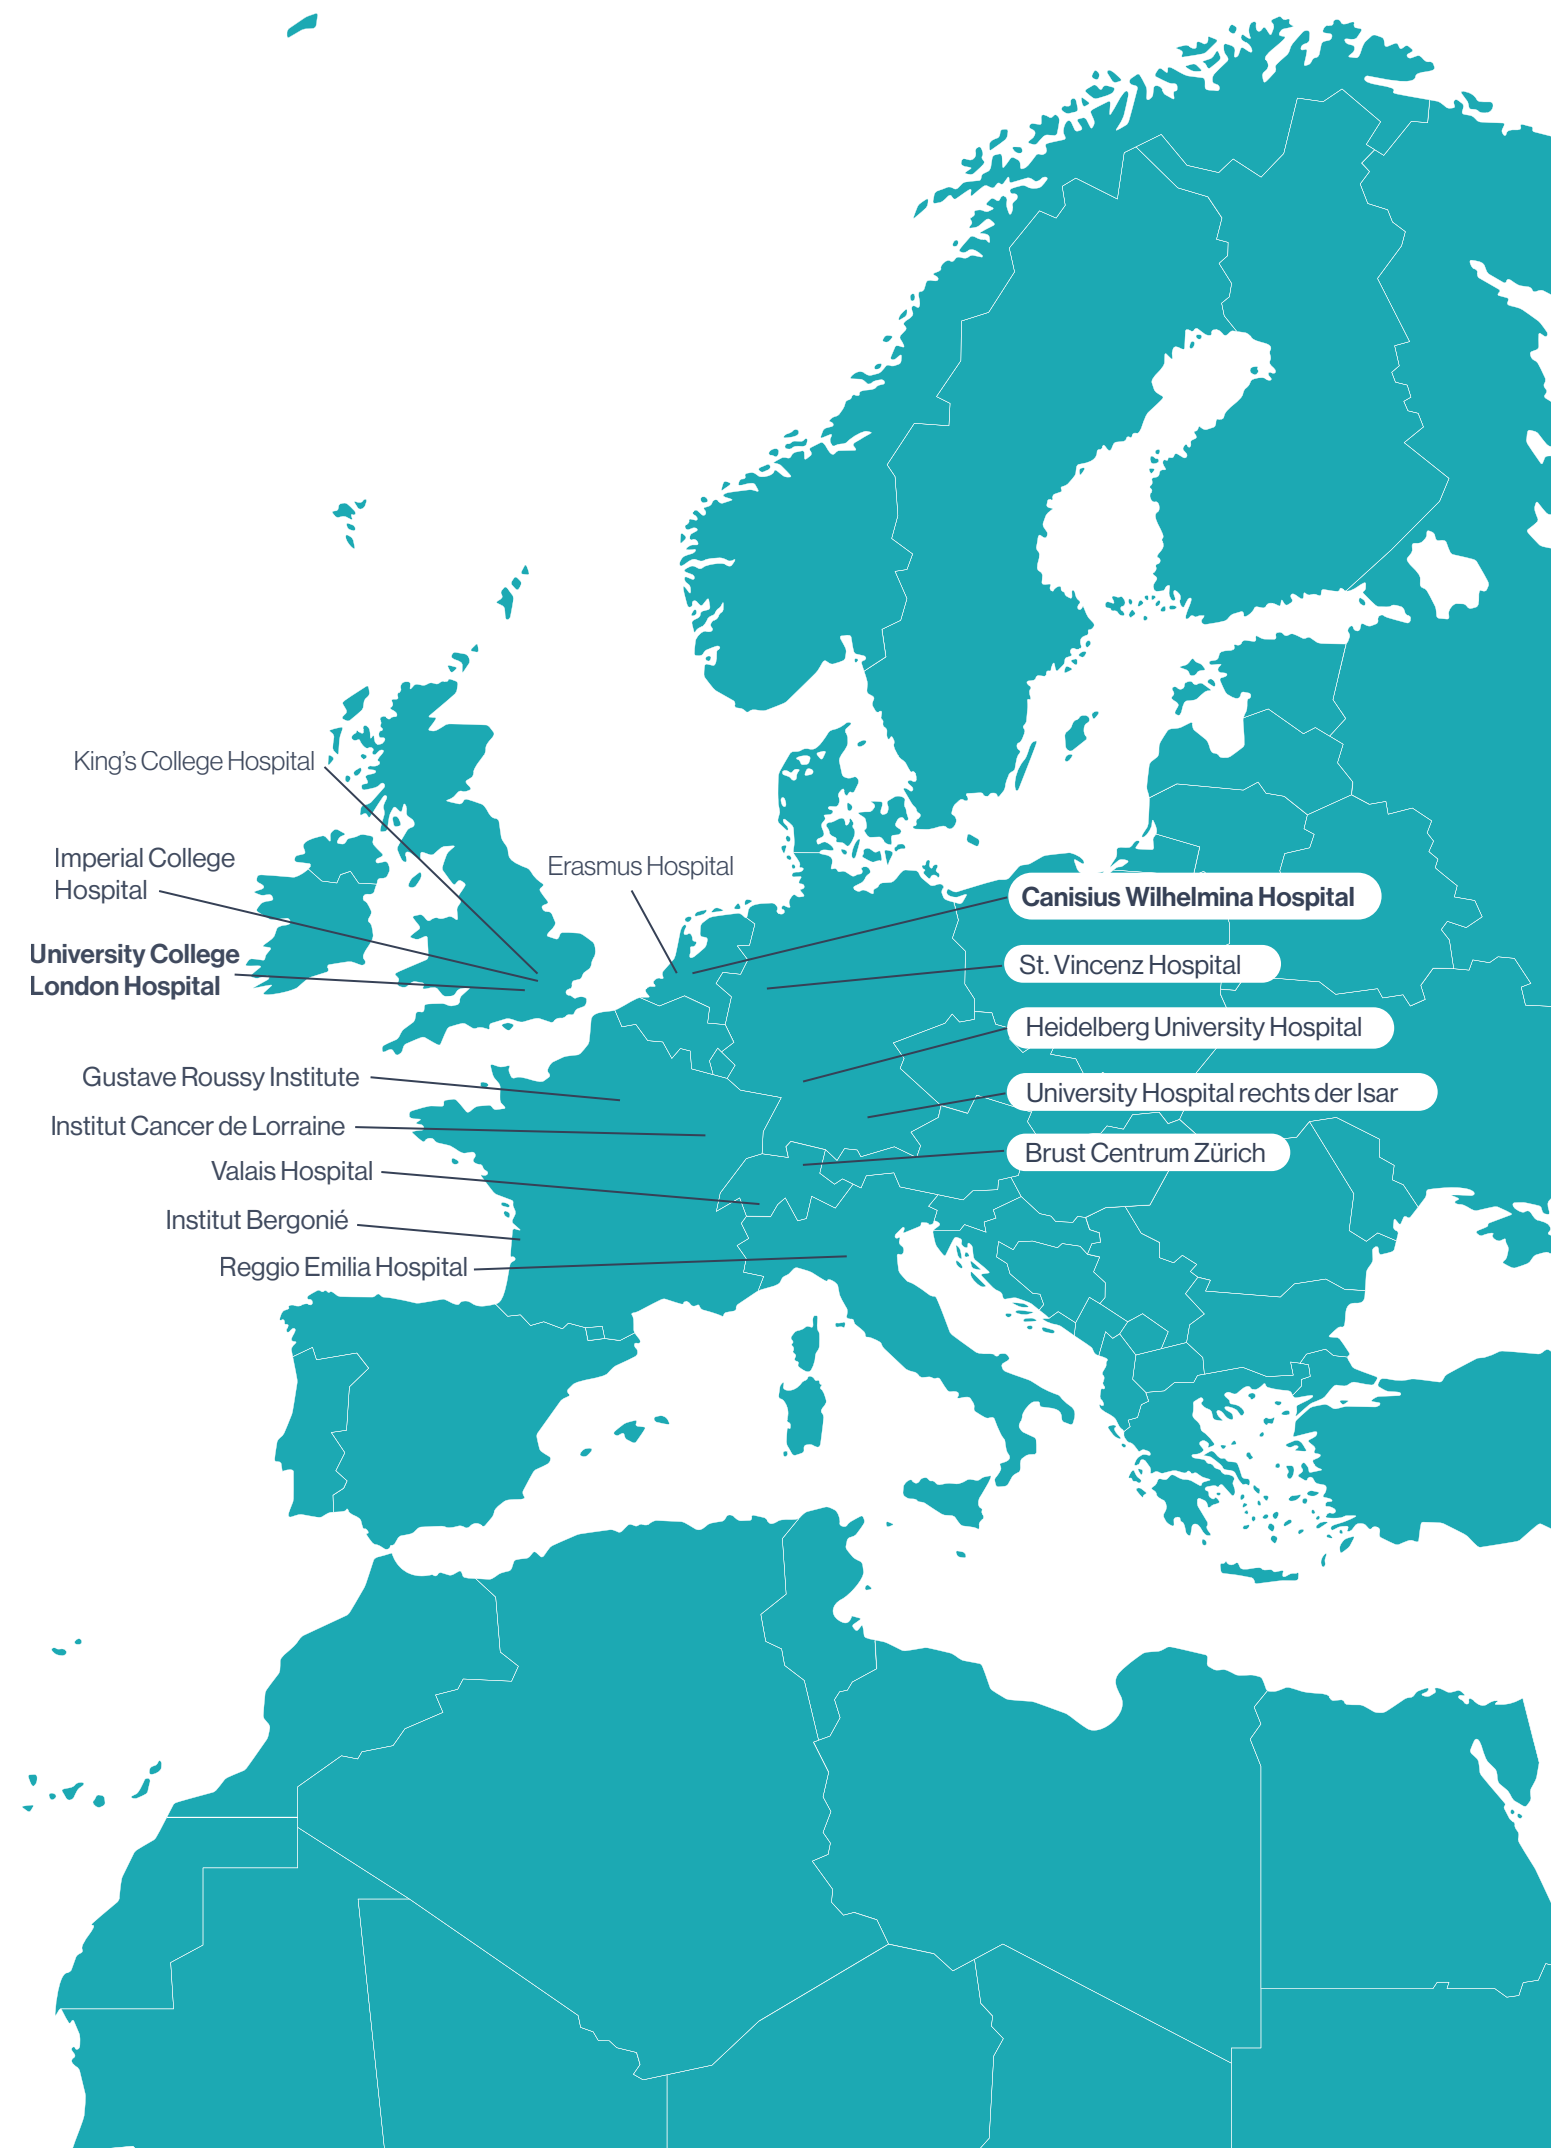 King's College Hospital
Imperial College
Hospital
University College
London Hospital
Erasmus Hospital
Canisius Wilhelmina Hospital
St. Vincenz Hospital
Heidelberg University Hospital
University Hospital rechts der Isar
Brust Centrum Zürich
Gustave Roussy Institute
Institut Cancer de Lorraine
Valais Hospital
Institut Bergonié
Reggio Emilia Hospital